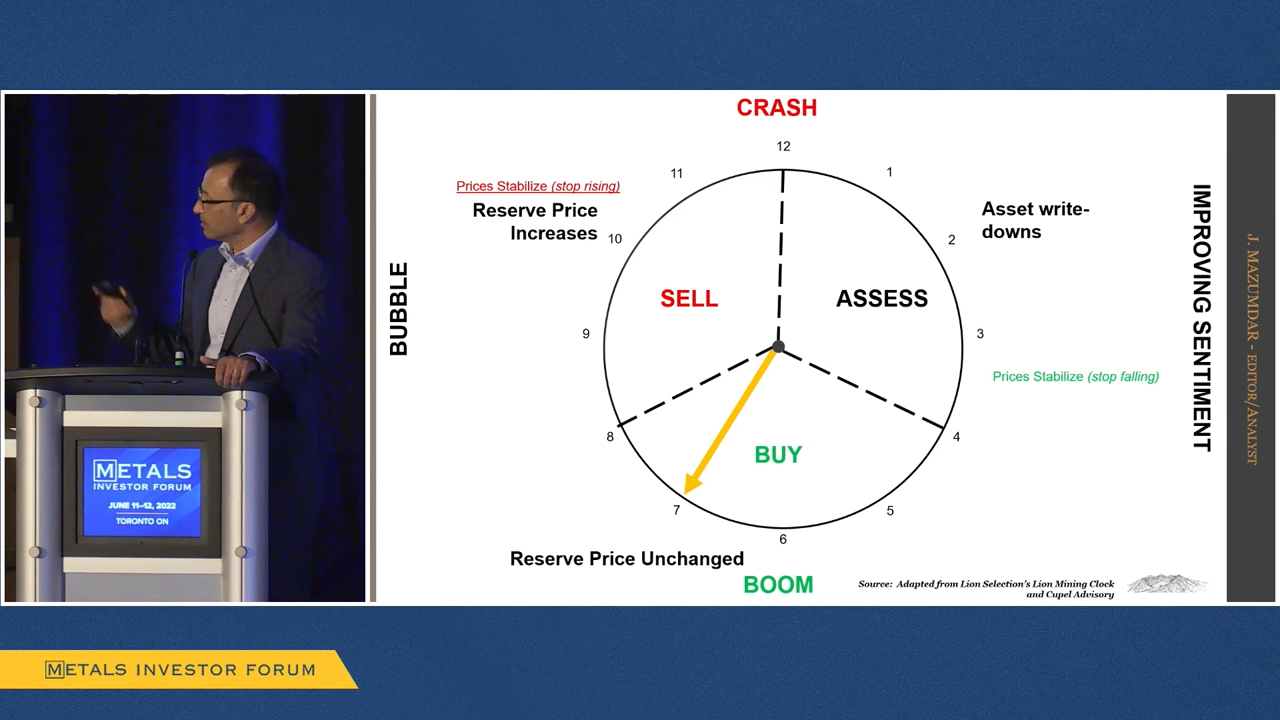 CRASH
12
11
1
Prices Stabilize (stop rising)
Reserve Price
Increases
10
Asset write-
downs
2
BUBBLE
SELL
ASSESS
IMPROVING SENTIMENT
J. MAZUMDAR - EDITOR/ANALYST
9
3
Prices Stabilize (stop falling)
8
4
BUY
7
5
6
Reserve Price Unchanged
BOOM
Source: Adapted from Lion Selection's Lion Mining Clock
and Cupel Advisory
METALS
INVESTOR FORUM
JUNE 11–12, 2022
TORONTO ON
METALS INVESTOR FORUM